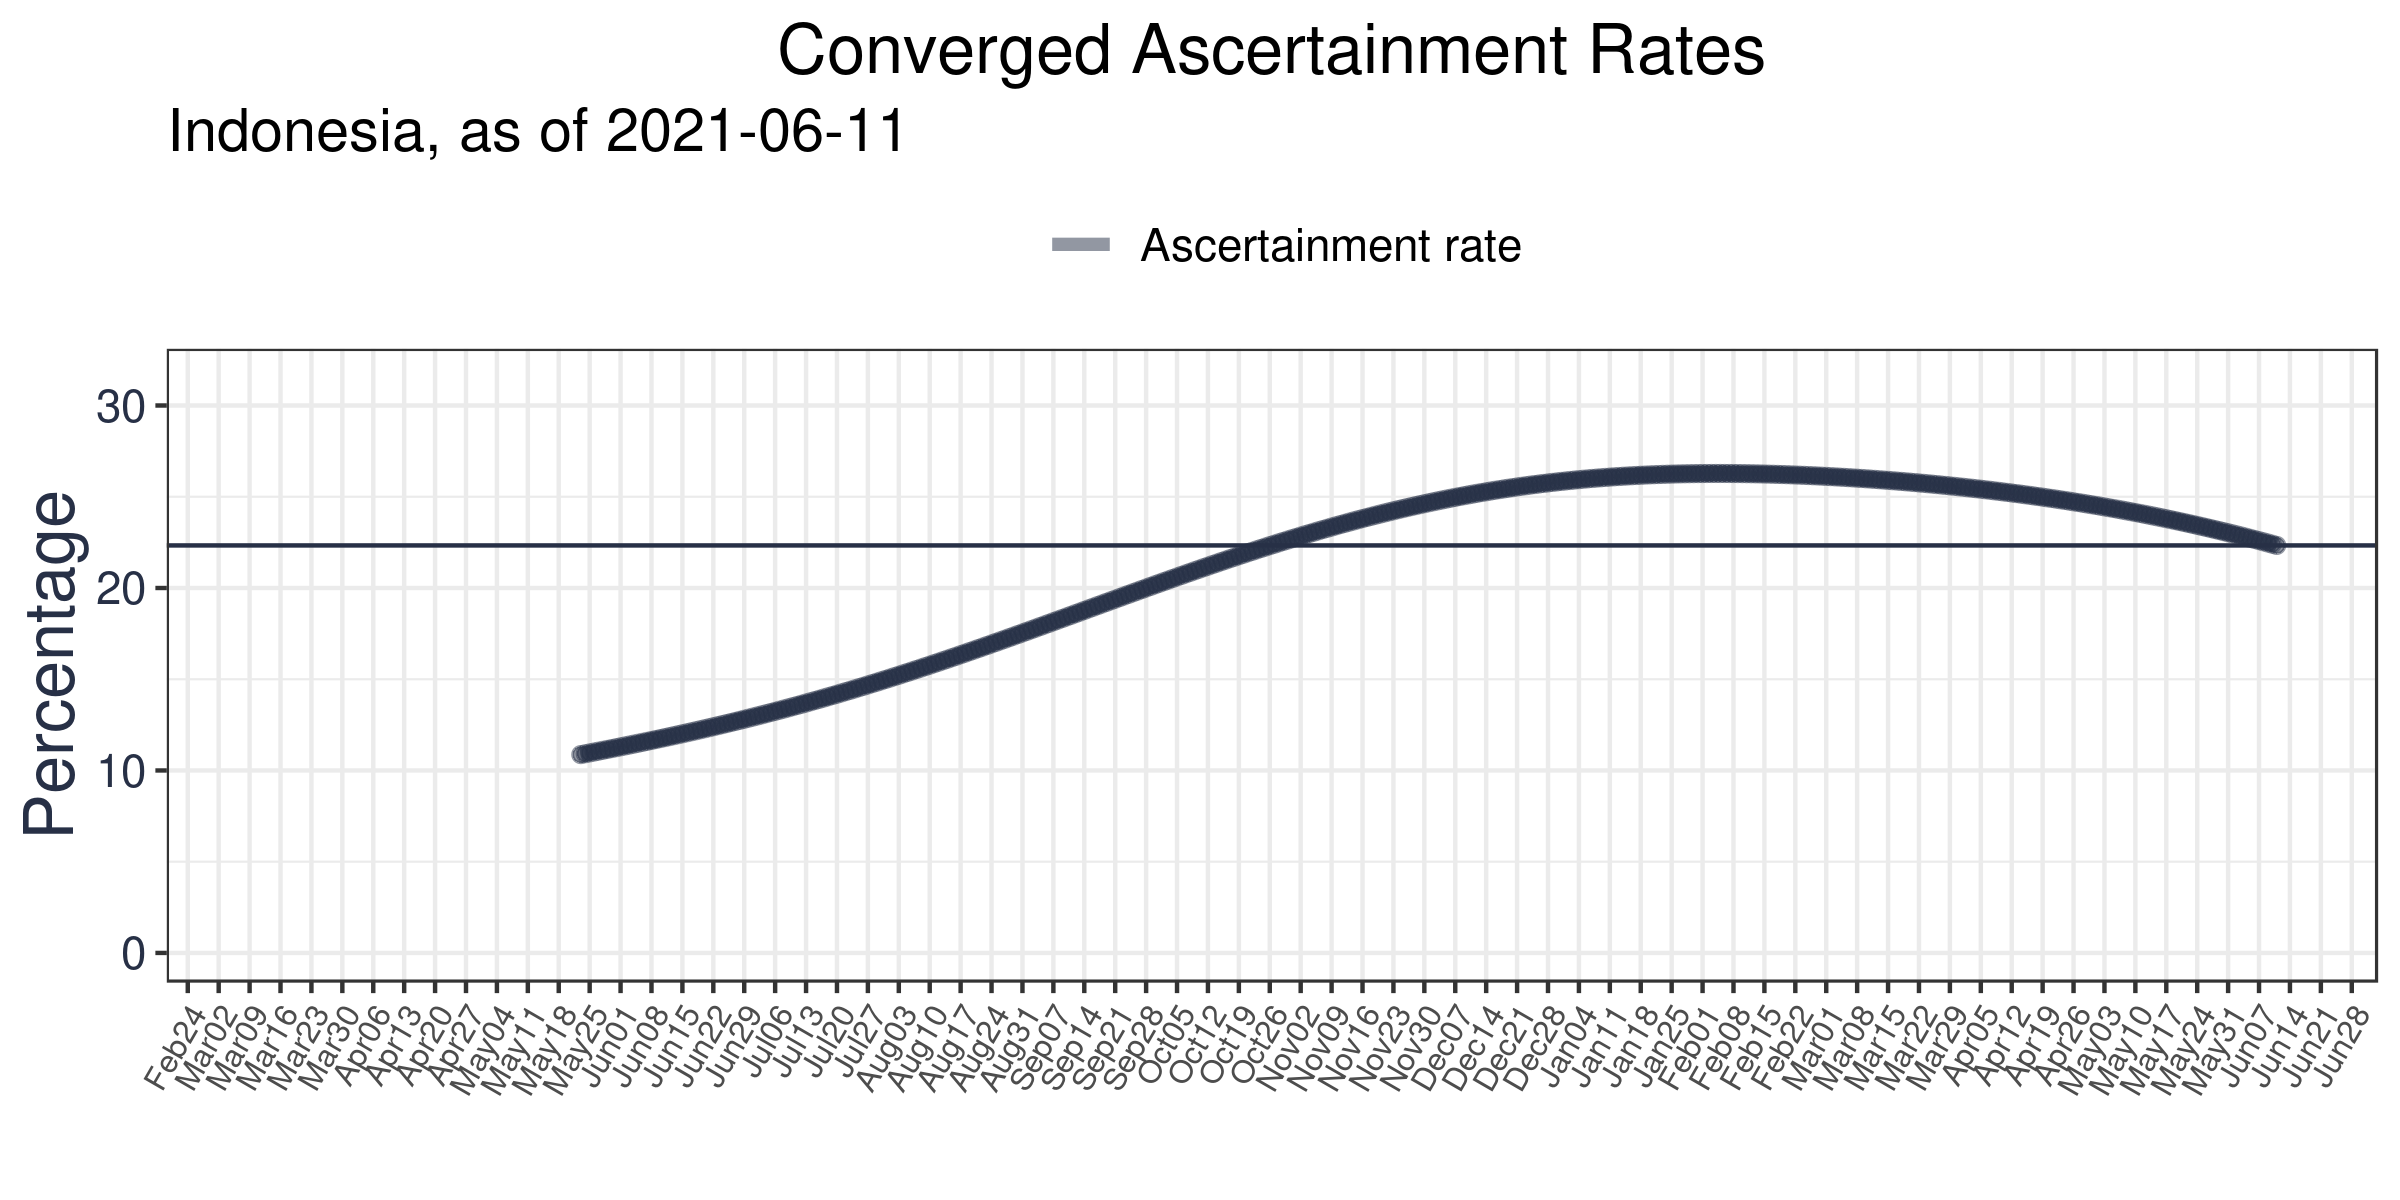 Converged Ascertainment Rates
Indonesia, as of 2021-06-11
Ascertainment rate
Percentage
30
20
10
0
Feb24 Mar02 Mar09 Mar16 Mar23 Mar30 Apr06 Apr13 Apr20 Apr27 May04 May11 May18 May25 Jun01 Jun08 Jun15 Jun22 Jun29 Jul06 Jul13 Jul20 Jul27 Aug03 Aug10 Aug17 Aug24 Aug31 Sep07 Sep14 Sep21 Sep28 Oct05 Oct12 Oct19 Oct26 Nov02 Nov09 Nov16 Nov23 Nov30 Dec07 Dec14 Dec21 Dec28 Jan04 Jan11 Jan18 Jan25 Feb01 Feb08 Feb15 Feb22 Mar01 Mar08 Mar15 Mar22 Mar29 Apr05 Apr12 Apr19 Apr26 May03 May10 May17 May24 May31 Jun07 Jun14 Jun21 Jun28